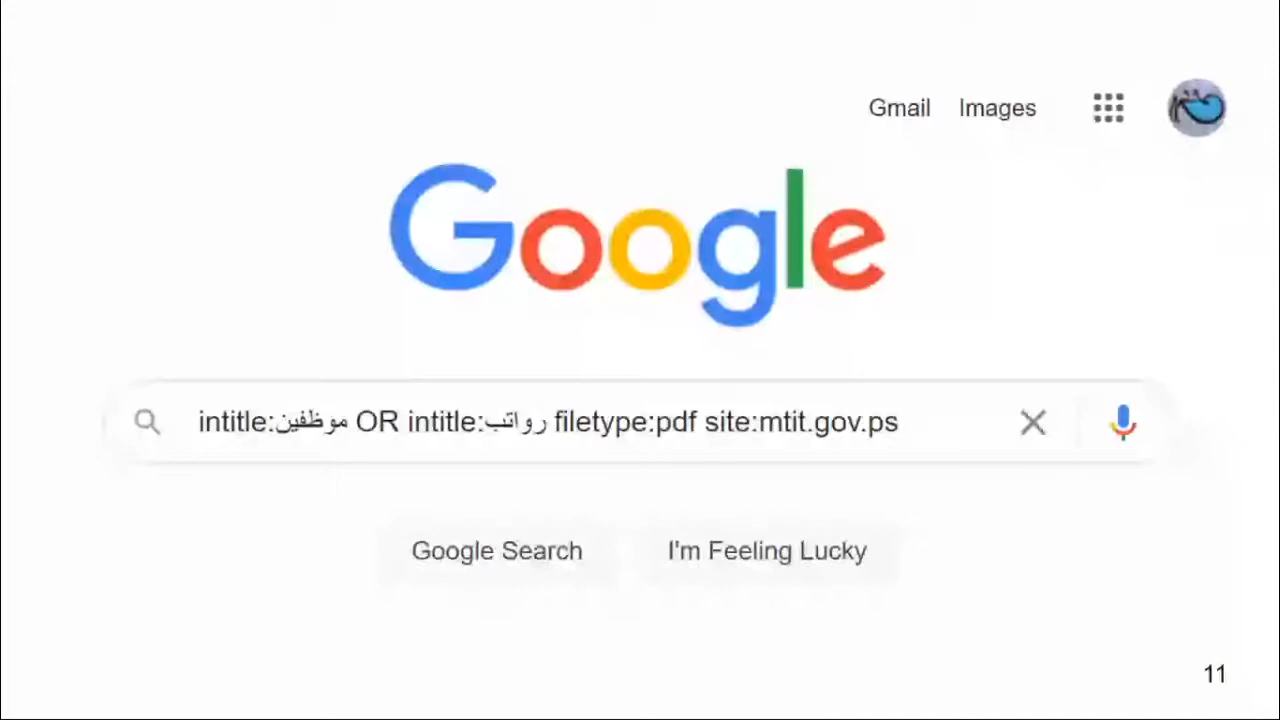 Gmail Images
Google
intitle:موظفين OR intitle:رواتب filetype:pdf site:mtit.gov.ps
Google Search I'm Feeling Lucky
11